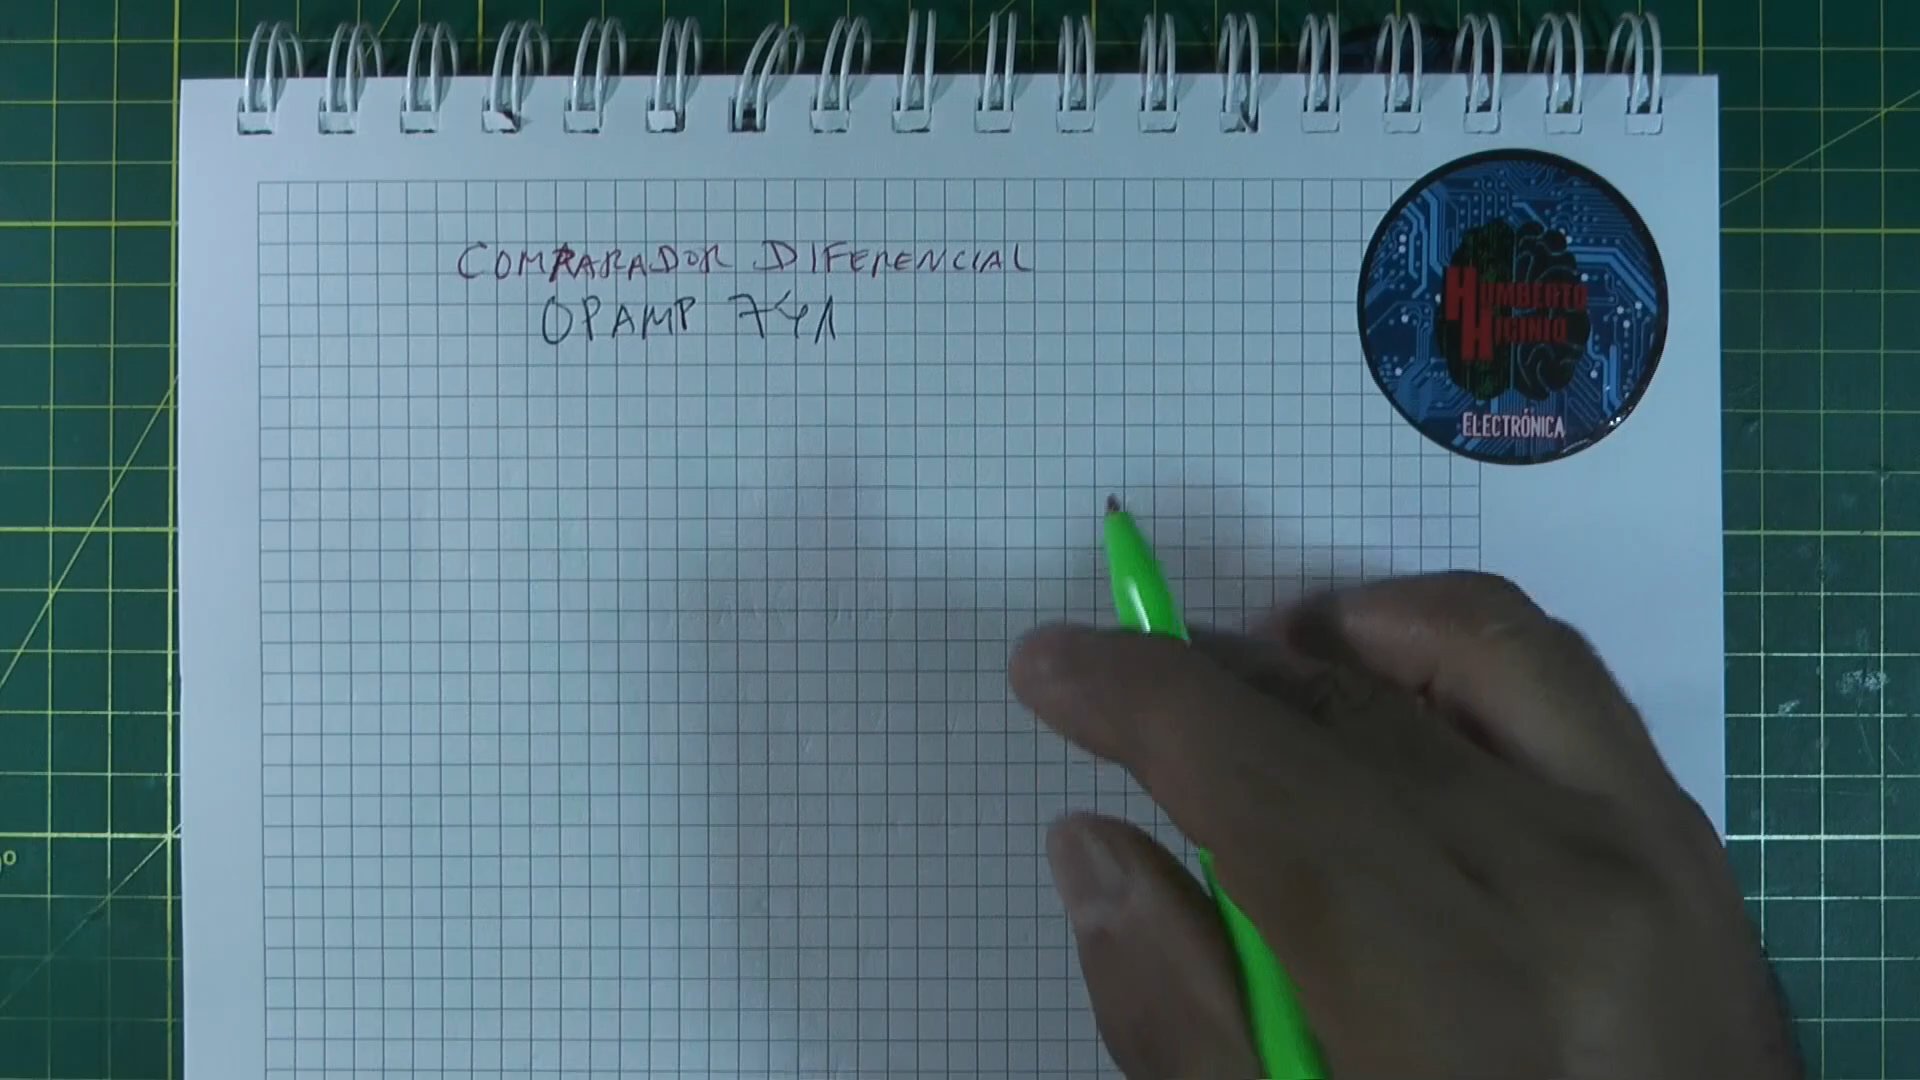 COMPARADOR DIFERENCIAL
OPAMP 741
HUMBERTO
HIGINIO
ELECTRÓNICA